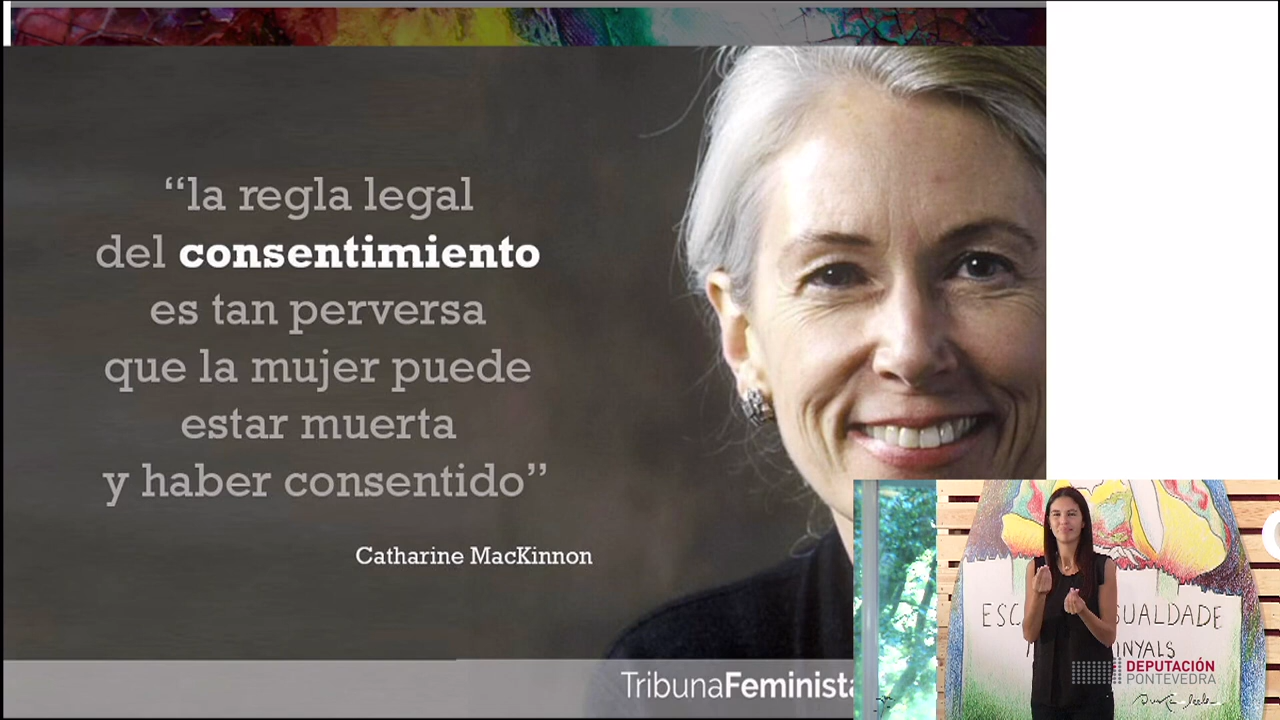 “la regla legal
del consentimiento
es tan perversa
que la mujer puede
estar muerta
y haber consentido”
Catharine MacKinnon
TribunaFeminista
DEPUTACIÓN
PONTEVEDRA